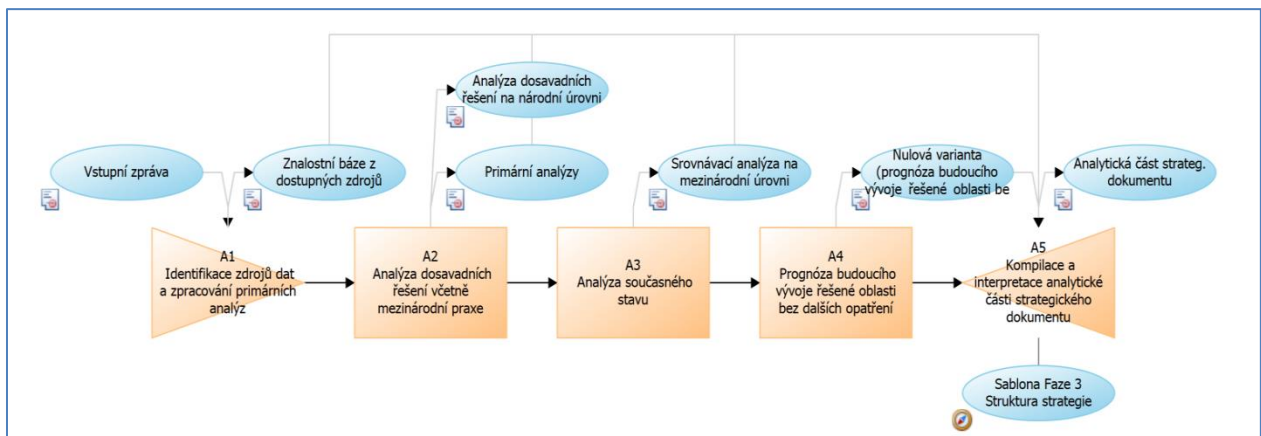 Analýza dosavadních
řešení na národní úrovni
Vstupní zpráva
Znalostní báze z
dostupných zdrojů
Primární analýzy
Srovnávací analýza na
mezinárodní úrovni
Nulová varianta
(prognóza budoucího
vývoje řešené oblasti be
Analytická část strateg.
dokumentu
A1
Identifikace zdrojů dat
a zpracování primárních
analýz
A2
Analýza dosavadních
řešení včetně
mezinárodní praxe
A3
Analýza současného
stavu
A4
Prognóza budoucího
vývoje řešené oblasti
bez dalších opatření
A5
Kompilace a
interpretace analytické
části strategického
dokumentu
Sablona Faze 3
Struktura strategie